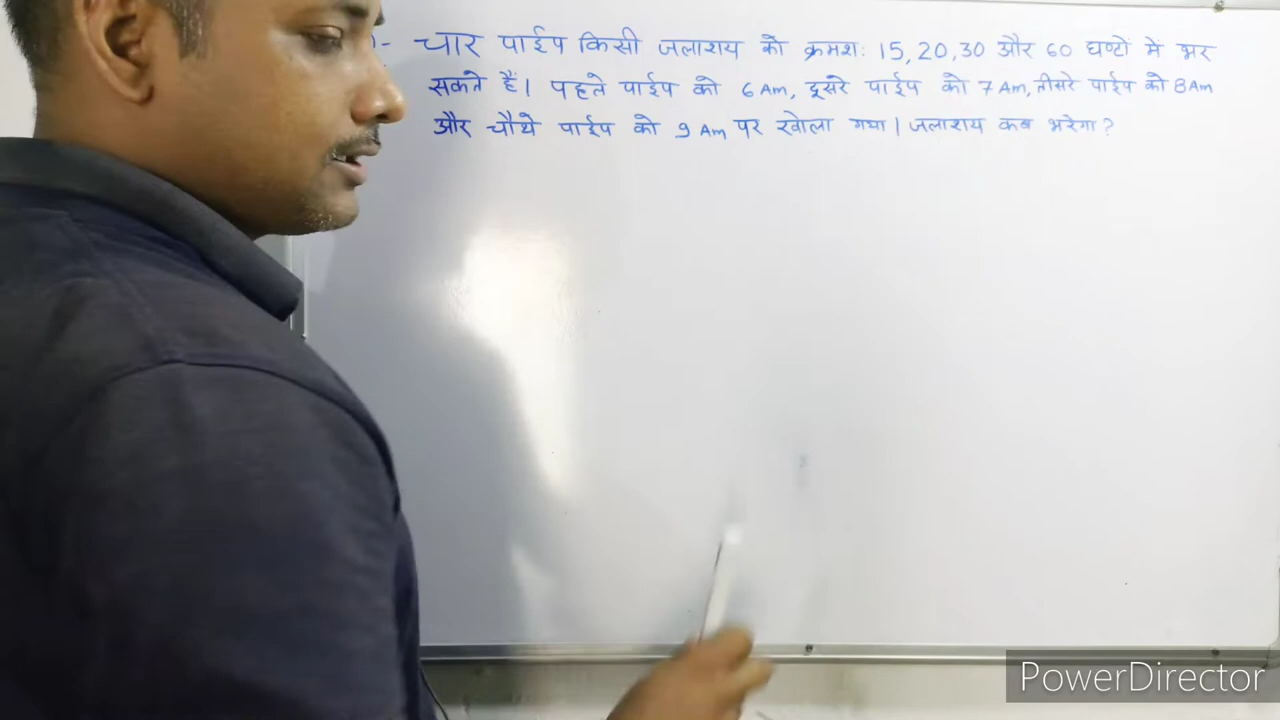 - चार पाईप किसी जलाशय को क्रमश: 15, 20, 30 और 60 घण्टों में भर
सकते हैं। पहले पाईप को 6 Am, दूसरे पाईप को 7 Am, तीसरे पाईप को 8 Am
और चौथे पाईप को 9 Am पर खोला गया। जलाशय कब भरेगा?
PowerDirector